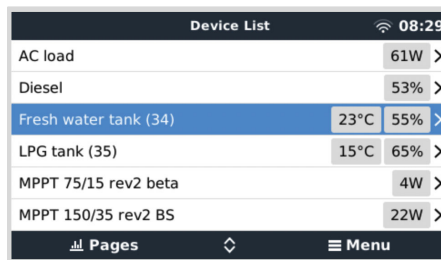 Device List 08:29
AC load 61W
Diesel 53%
Fresh water tank (34) 23°C 55%
LPG tank (35) 15°C 65%
MPPT 75/15 rev2 beta 4W
MPPT 150/35 rev2 BS 22W
Pages Menu